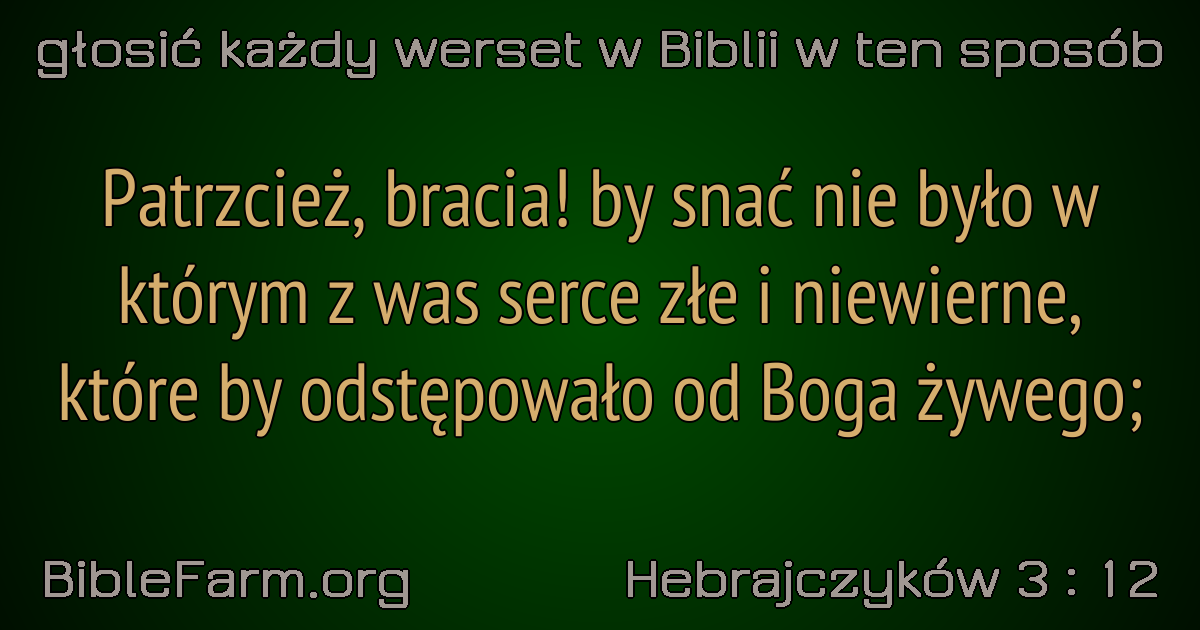 głosić każdy werset w Biblii w ten sposób
Patrzcież, bracia! by snać nie było w
którym z was serce złe i niewierne,
które by odstępowało od Boga żywego;
BibleFarm.org
Hebrajczyków 3 : 12